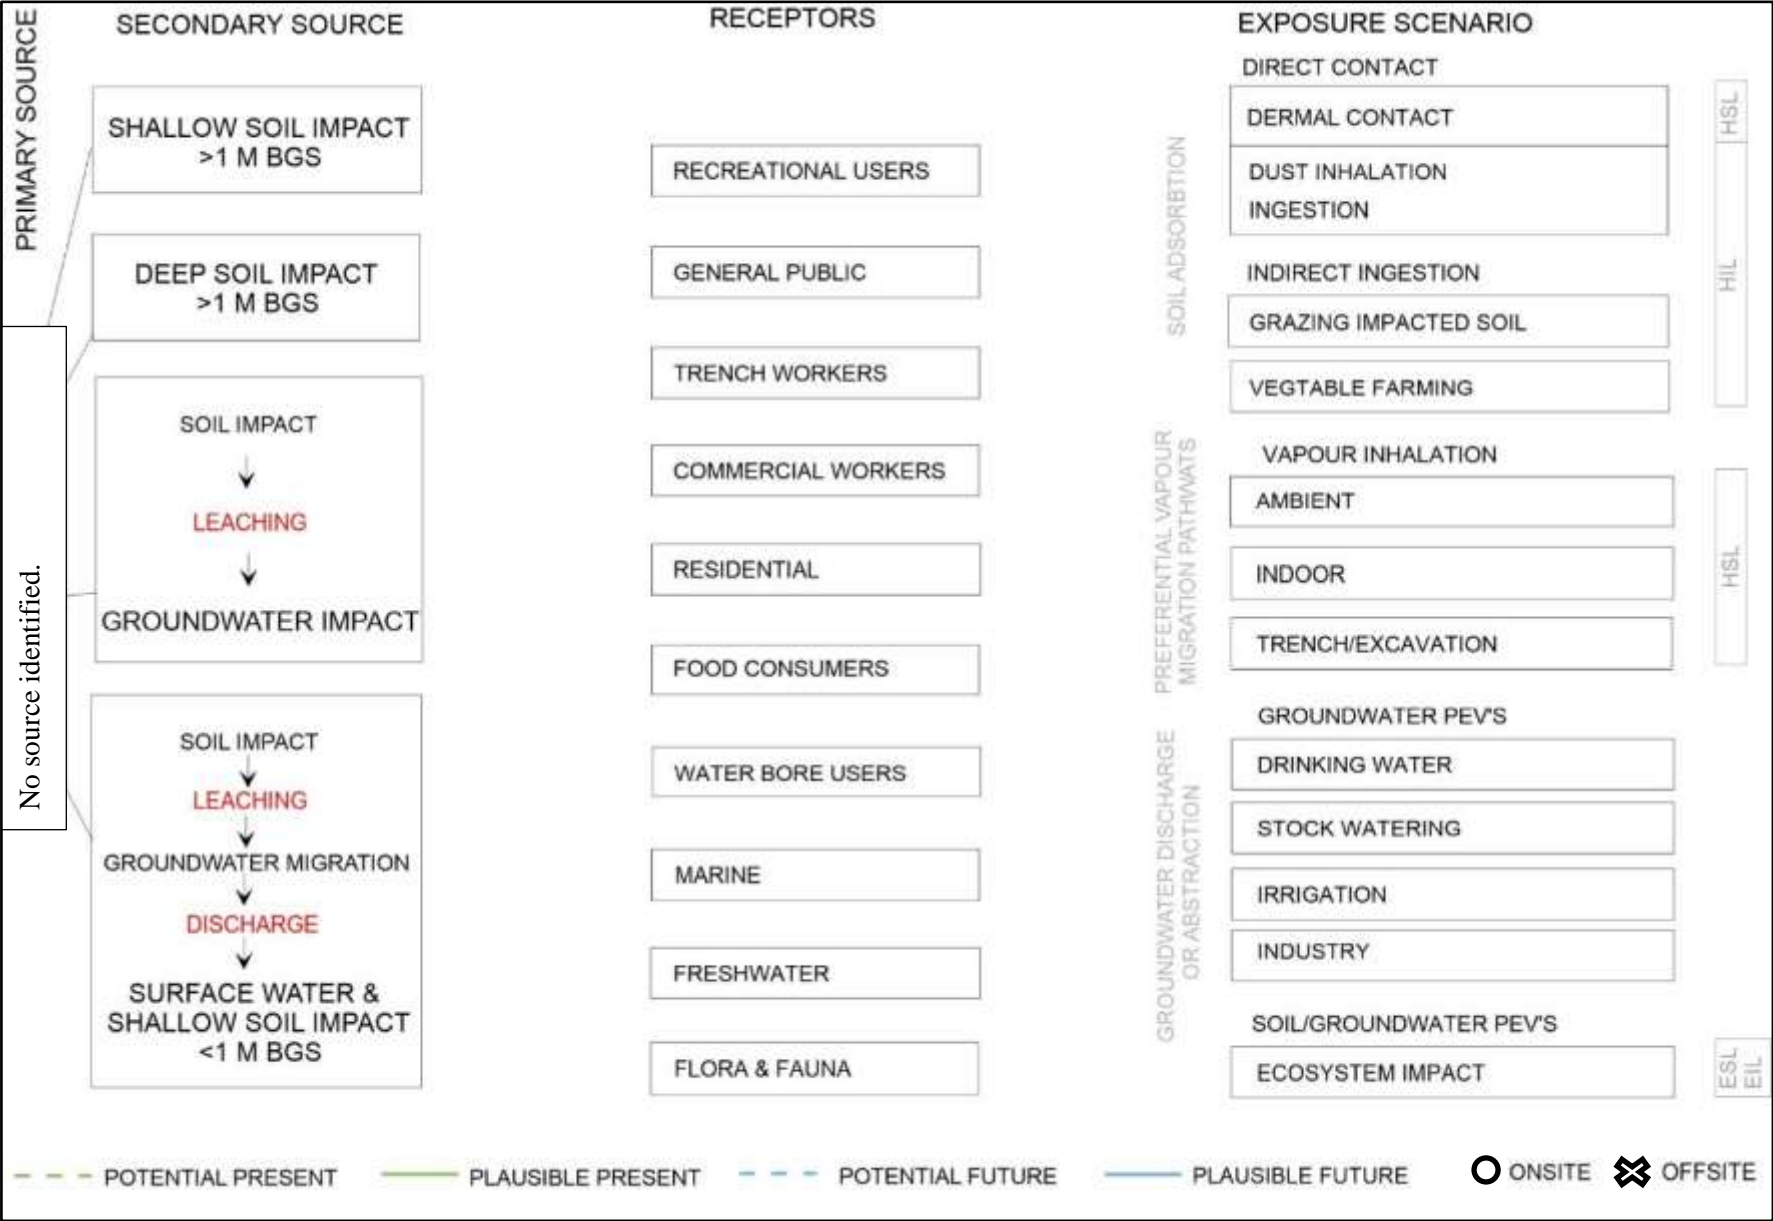 PRIMARY SOURCE
SECONDARY SOURCE
SHALLOW SOIL IMPACT
>1 M BGS
DEEP SOIL IMPACT
>1 M BGS
No source identified.
SOIL IMPACT
LEACHING
GROUNDWATER IMPACT
SOIL IMPACT
LEACHING
GROUNDWATER MIGRATION
DISCHARGE
SURFACE WATER &
SHALLOW SOIL IMPACT
<1 M BGS
RECEPTORS
RECREATIONAL USERS
GENERAL PUBLIC
TRENCH WORKERS
COMMERCIAL WORKERS
RESIDENTIAL
FOOD CONSUMERS
WATER BORE USERS
MARINE
FRESHWATER
FLORA & FAUNA
EXPOSURE SCENARIO
SOIL ADSORBTION
DIRECT CONTACT
DERMAL CONTACT
DUST INHALATION
INGESTION
INDIRECT INGESTION
GRAZING IMPACTED SOIL
VEGTABLE FARMING
HSL
HIL
PREFERENTIAL VAPOUR
MIGRATION PATHWATS
VAPOUR INHALATION
AMBIENT
INDOOR
TRENCH/EXCAVATION
HSL
GROUNDWATER DISCHARGE
OR ABSTRACTION
GROUNDWATER PEV'S
DRINKING WATER
STOCK WATERING
IRRIGATION
INDUSTRY
SOIL/GROUNDWATER PEV'S
ECOSYSTEM IMPACT
ESL
EIL
POTENTIAL PRESENT
PLAUSIBLE PRESENT
POTENTIAL FUTURE
PLAUSIBLE FUTURE
ONSITE
OFFSITE